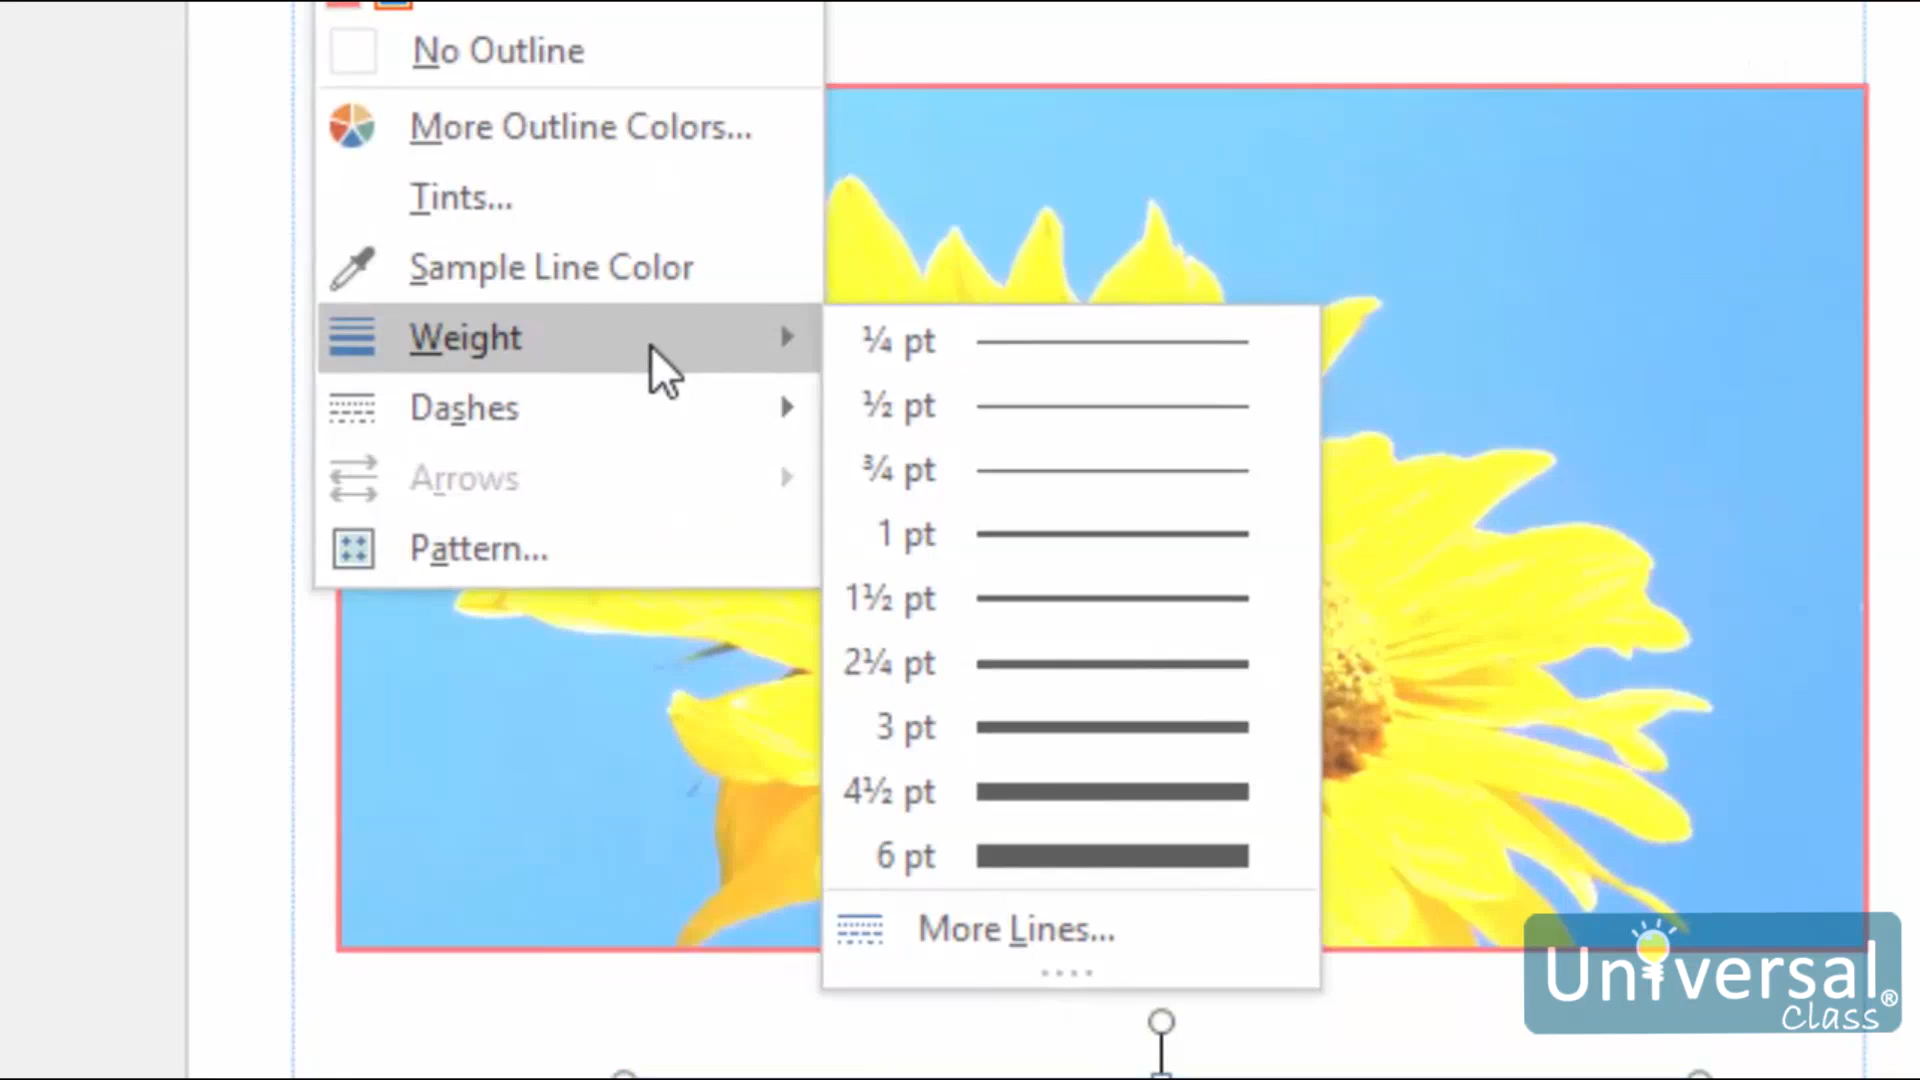 No Outline
More Outline Colors...
Tints...
Sample Line Color
Weight
Dashes
Arrows
Pattern...
¼ pt
½ pt
¾ pt
1 pt
1½ pt
2¼ pt
3 pt
4½ pt
6 pt
More Lines...
Universal®
Class